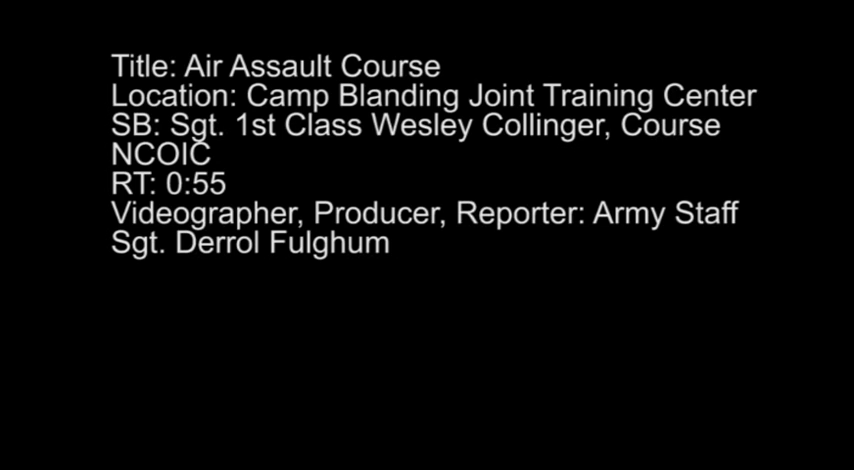 Title: Air Assault Course
Location: Camp Blanding Joint Training Center
SB: Sgt. 1st Class Wesley Collinger, Course
NCOIC
RT: 0:55
Videographer, Producer, Reporter: Army Staff
Sgt. Derrol Fulghum